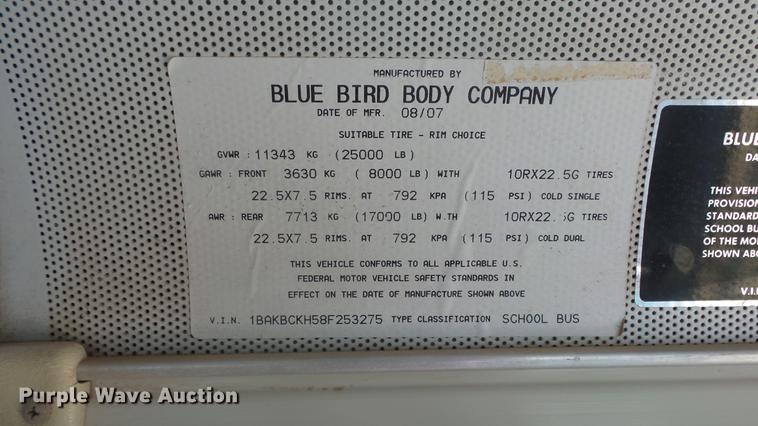 MANUFACTURED BY
BLUE BIRD BODY COMPANY
DATE OF MFR. 08/07
SUITABLE TIRE - RIM CHOICE
GVWR : 11343 KG (25000 LB)
GAWR : FRONT 3630 KG ( 8000 LB) WITH 10RX22.5G TIRES
22.5X7.5 RIMS. AT 792 KPA (115 PSI) COLD SINGLE
AWR : REAR 7713 KG (17000 LB) W.TH 10RX22.5G TIRES
22.5X7.5 RIMS. AT 792 KPA (115 PSI) COLD DUAL
THIS VEHICLE CONFORMS TO ALL APPLICABLE U.S.
FEDERAL MOTOR VEHICLE SAFETY STANDARDS IN
EFFECT ON THE DATE OF MANUFACTURE SHOWN ABOVE
V.I.N. 1BAKBCKH58F253275 TYPE CLASSIFICATION SCHOOL BUS
BLUE
DA
THIS VEHI
PROVISION
STANDARD
SCHOOL BU
OF THE MO
SHOWN ABO
V.I.
Purple Wave Auction